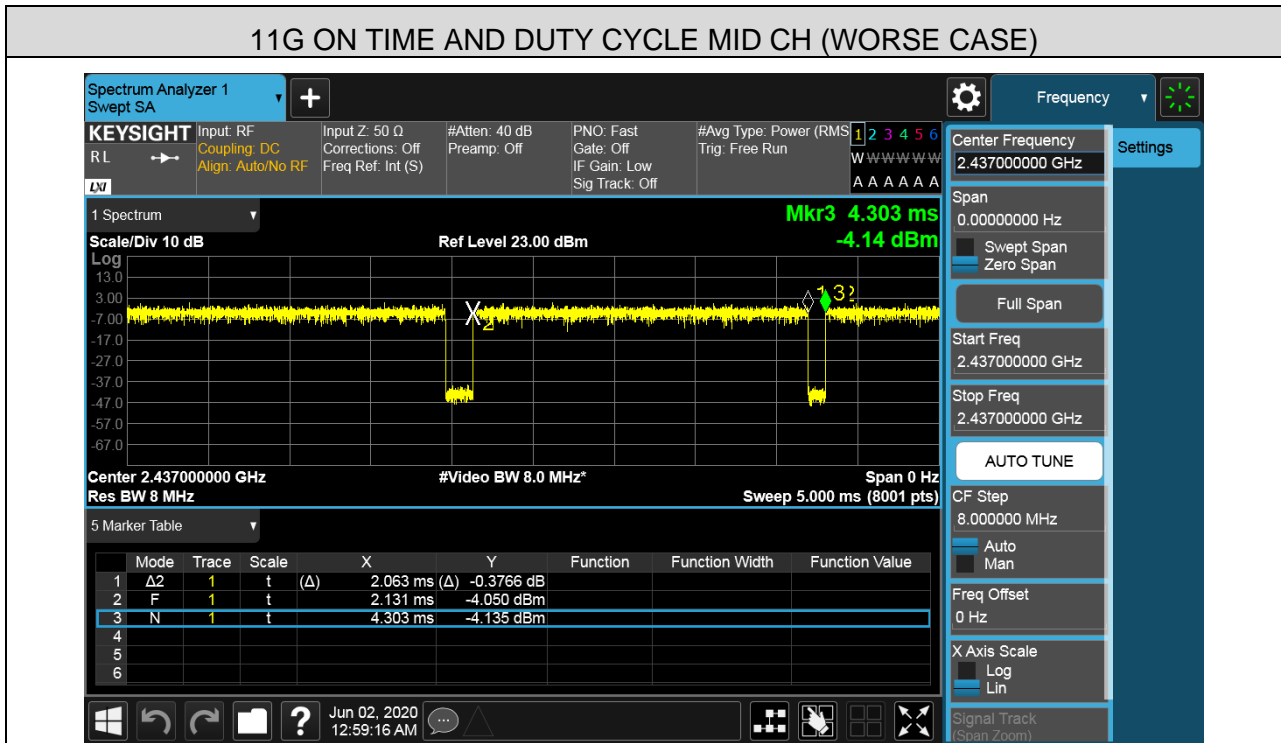 11G ON TIME AND DUTY CYCLE MID CH (WORSE CASE)
Spectrum Analyzer 1
Swept SA
Frequency
KEYSIGHT
RL
LXI
Input: RF
Coupling: DC
Align: Auto/No RF
Input Z: 50 Ω
Corrections: Off
Freq Ref: Int (S)
#Atten: 40 dB
Preamp: Off
PNO: Fast
Gate: Off
IF Gain: Low
Sig Track: Off
#Avg Type: Power (RMS
Trig: Free Run
1 2 3 4 5 6
W W W W W W
A A A A A A
1 Spectrum
Mkr3 4.303 ms
-4.14 dBm
Scale/Div 10 dB
Ref Level 23.00 dBm
Log
13.0
3.00
-7.00
-17.0
-27.0
-37.0
-47.0
-57.0
-67.0
X
2
1
3
Center 2.437000000 GHz
#Video BW 8.0 MHz*
Span 0 Hz
Res BW 8 MHz
Sweep 5.000 ms (8001 pts)
5 Marker Table
Mode Trace Scale X Y Function Function Width Function Value
1 Δ2 1 t (Δ) 2.063 ms (Δ) -0.3766 dB
2 F 1 t 2.131 ms -4.050 dBm
3 N 1 t 4.303 ms -4.135 dBm
4
5
6
?
Jun 02, 2020
12:59:16 AM
Center Frequency
2.437000000 GHz
Settings
Span
0.00000000 Hz
Swept Span
Zero Span
Full Span
Start Freq
2.437000000 GHz
Stop Freq
2.437000000 GHz
AUTO TUNE
CF Step
8.000000 MHz
Auto
Man
Freq Offset
0 Hz
X Axis Scale
Log
Lin
Signal Track
(Span Zoom)